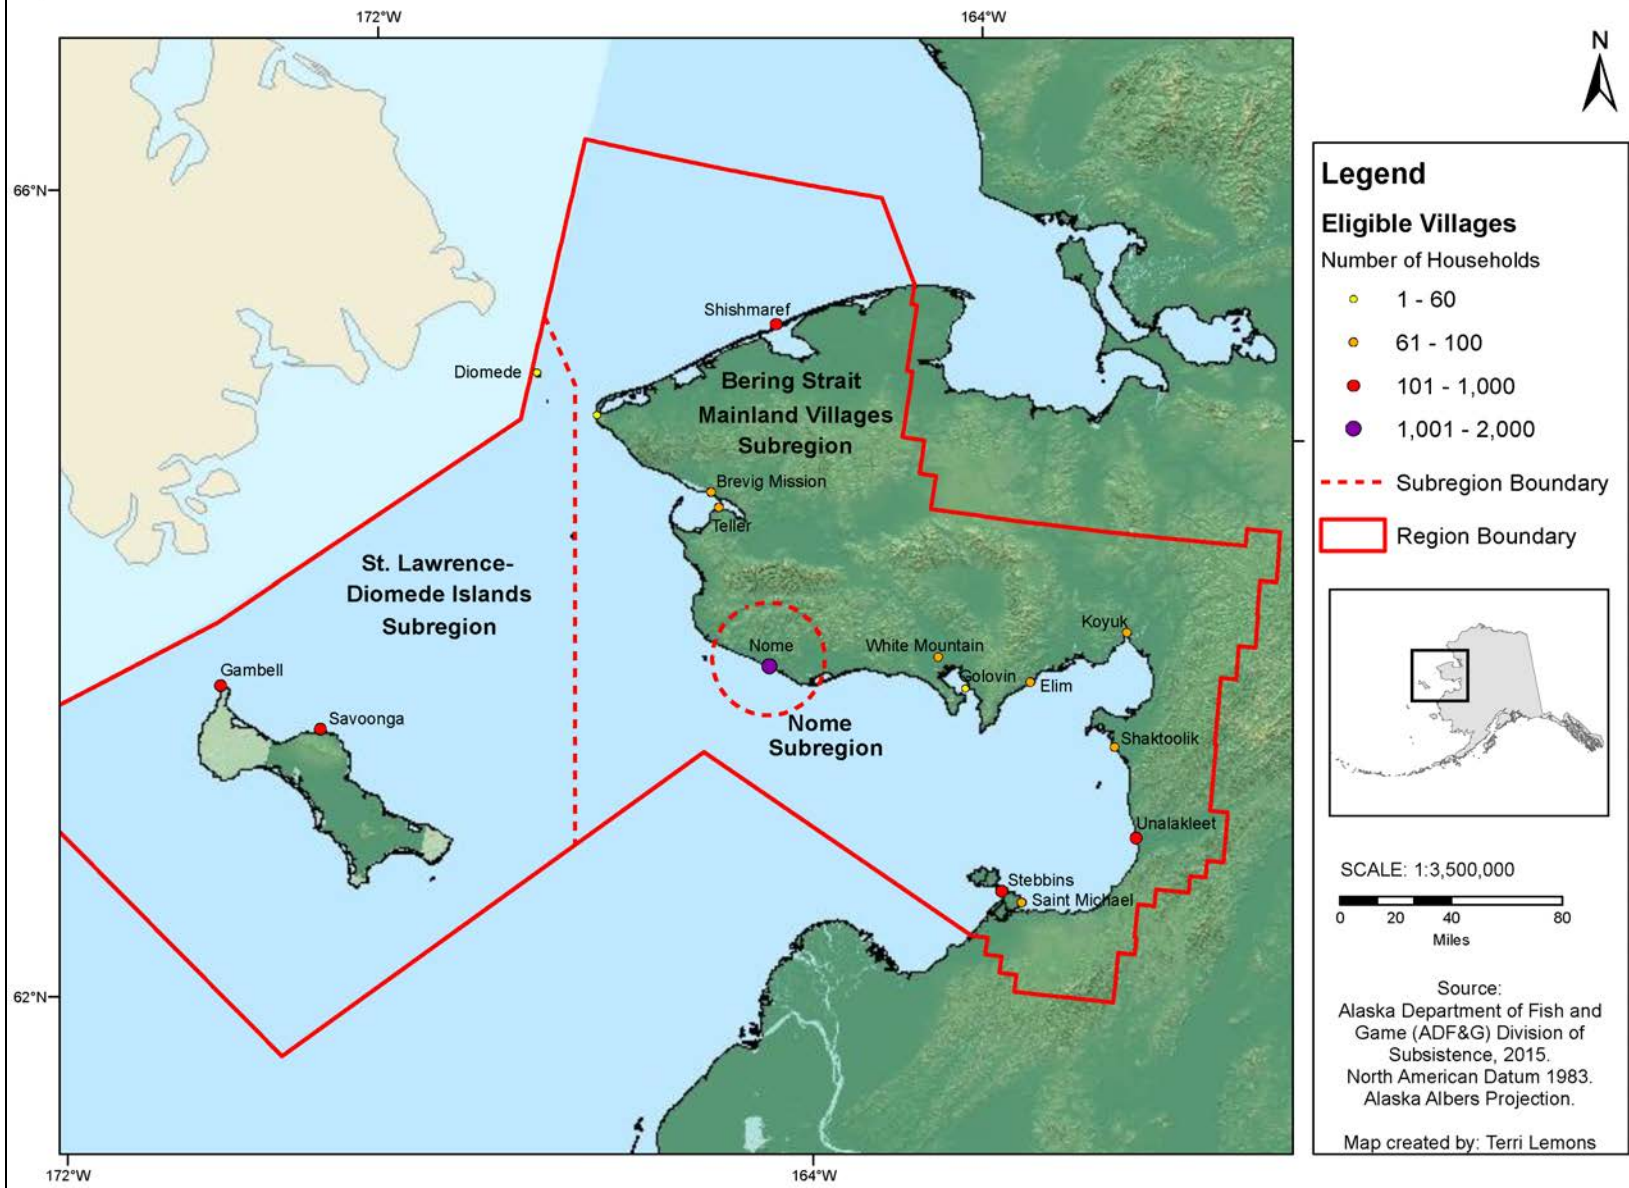 172°W
164°W
N
66°N
Shishmaref
Diomede
Bering Strait
Mainland Villages
Subregion
Brevig Mission
Teller
St. Lawrence-
Diomede Islands
Subregion
Koyuk
Nome
White Mountain
Golovin
Elim
Gambell
Savoonga
Nome
Subregion
Shaktoolik
Unalakleet
Stebbins
Saint Michael
62°N
172°W
164°W
Legend
Eligible Villages
Number of Households
1 - 60
61 - 100
101 - 1,000
1,001 - 2,000
Subregion Boundary
Region Boundary
SCALE: 1:3,500,000
0 20 40 80
Miles
Source:
Alaska Department of Fish and
Game (ADF&G) Division of
Subsistence, 2015.
North American Datum 1983.
Alaska Albers Projection.
Map created by: Terri Lemons